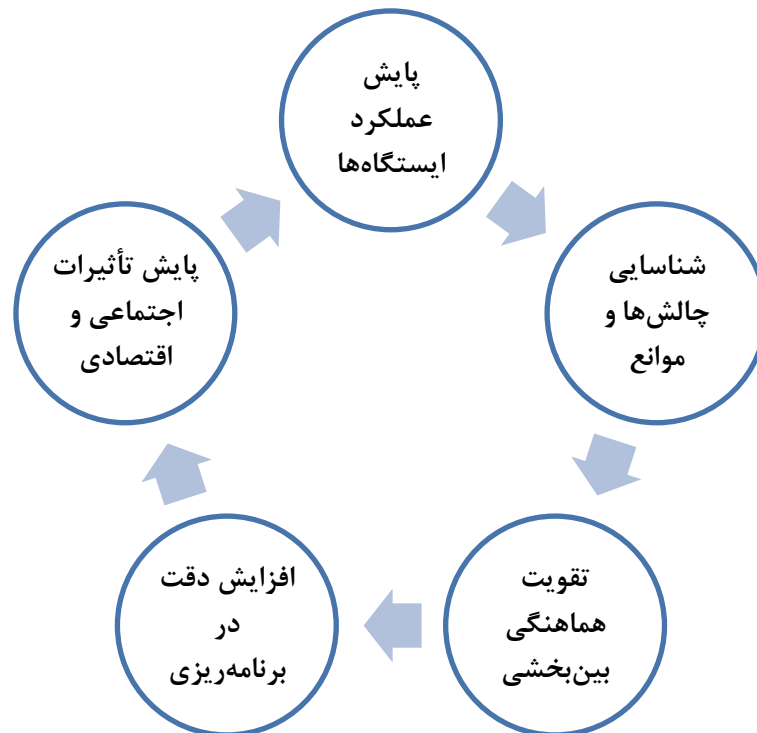 پایش
عملکرد
ایستگاه‌ها
شناسایی
چالش‌ها و
موانع
تقویت
هماهنگی
بین‌بخشی
افزایش دقت
در
برنامه‌ریزی
پایش تأثیرات
اجتماعی و
اقتصادی